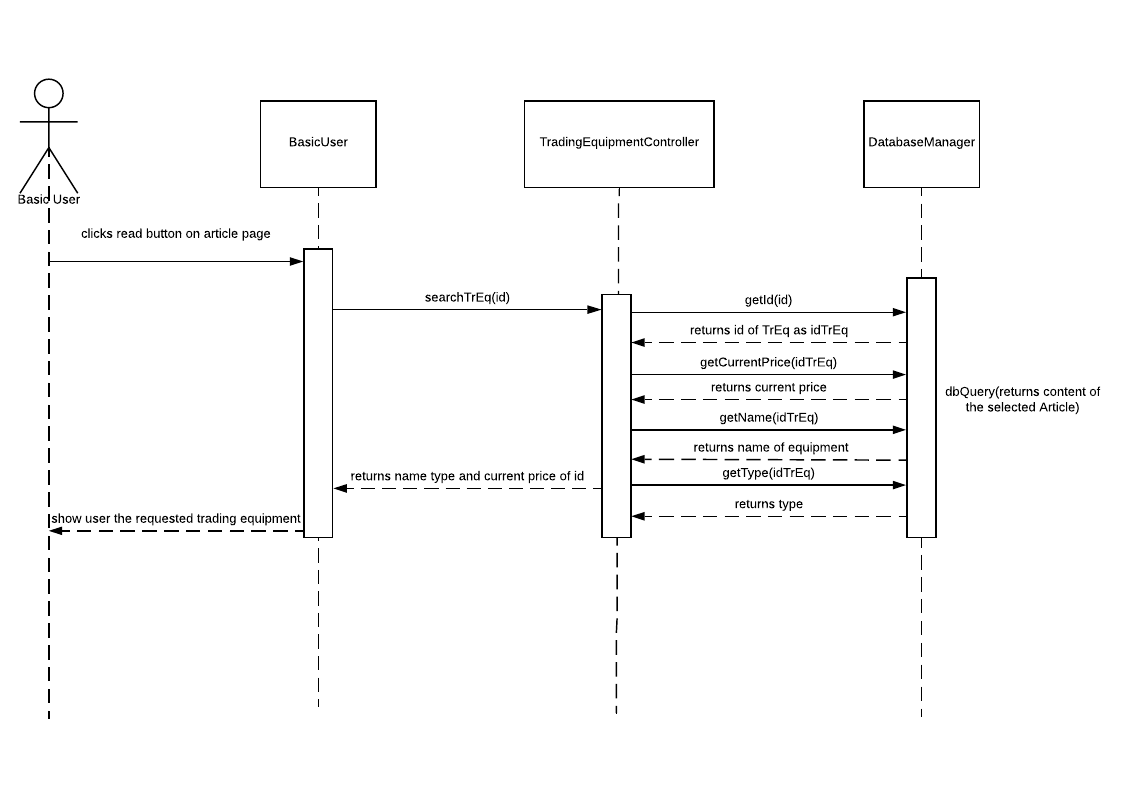 BasicUser
TradingEquipmentController
DatabaseManager
Basic User
clicks read button on article page
searchTrEq(id)
getId(id)
returns id of TrEq as idTrEq
getCurrentPrice(idTrEq)
returns current price
dbQuery(returns content of
the selected Article)
getName(idTrEq)
returns name of equipment
getType(idTrEq)
returns name type and current price of id
returns type
show user the requested trading equipment